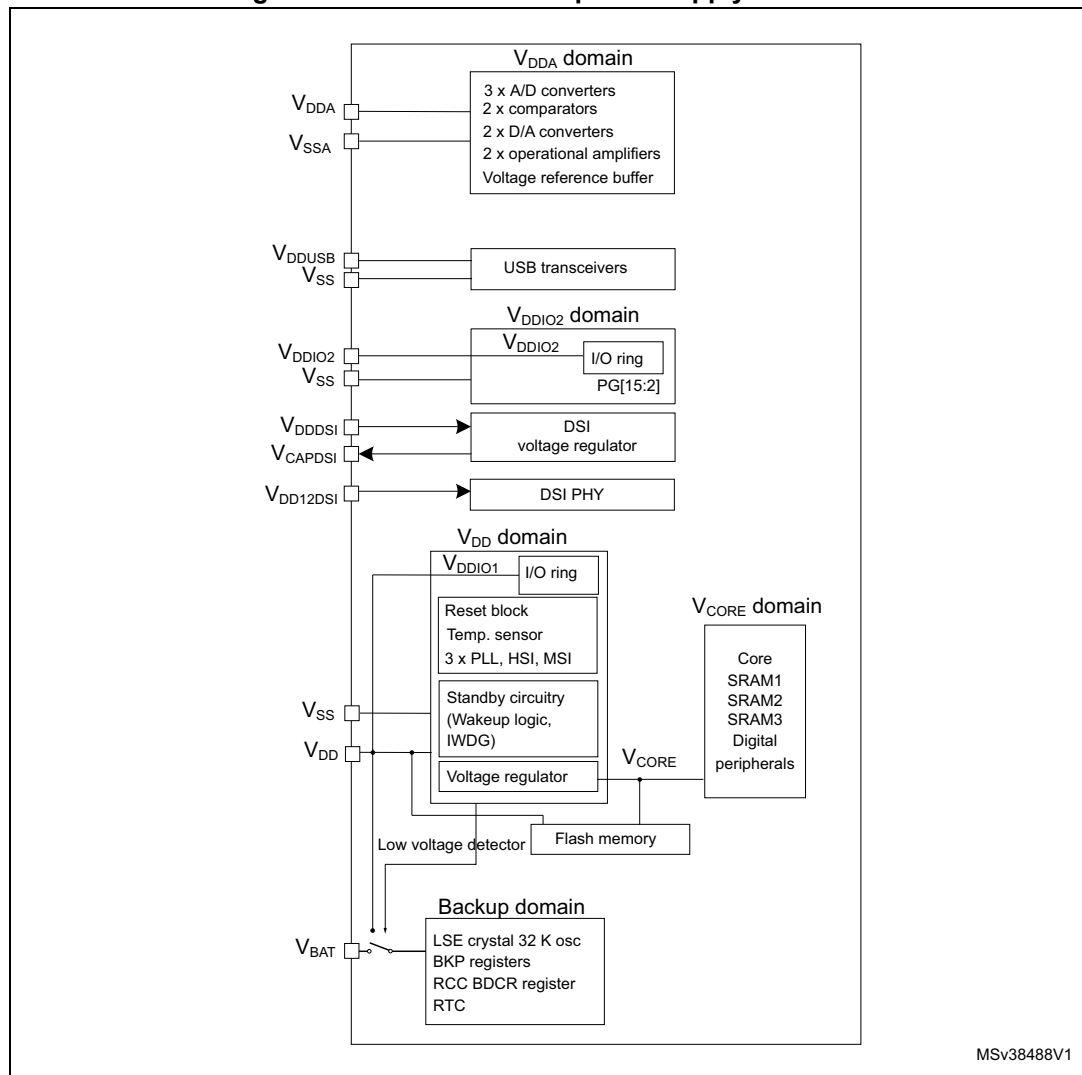 V_DDA domain
V_DDA
V_SSA
3 x A/D converters
2 x comparators
2 x D/A converters
2 x operational amplifiers
Voltage reference buffer
V_DDUSB
V_SS
USB transceivers
V_DDIO2 domain
V_DDIO2
V_SS
V_DDIO2
I/O ring
PG[15:2]
V_DDDSI
V_CAPDSI
DSI
voltage regulator
V_DD12DSI
DSI PHY
V_DD domain
V_DDIO1
I/O ring
Reset block
Temp. sensor
3 x PLL, HSI, MSI
V_SS
V_DD
Standby circuitry
(Wakeup logic,
IWDG)
Voltage regulator
V_CORE
V_CORE domain
Core
SRAM1
SRAM2
SRAM3
Digital
peripherals
Flash memory
Low voltage detector
Backup domain
V_BAT
LSE crystal 32 K osc
BKP registers
RCC BDCR register
RTC
MSv38488V1